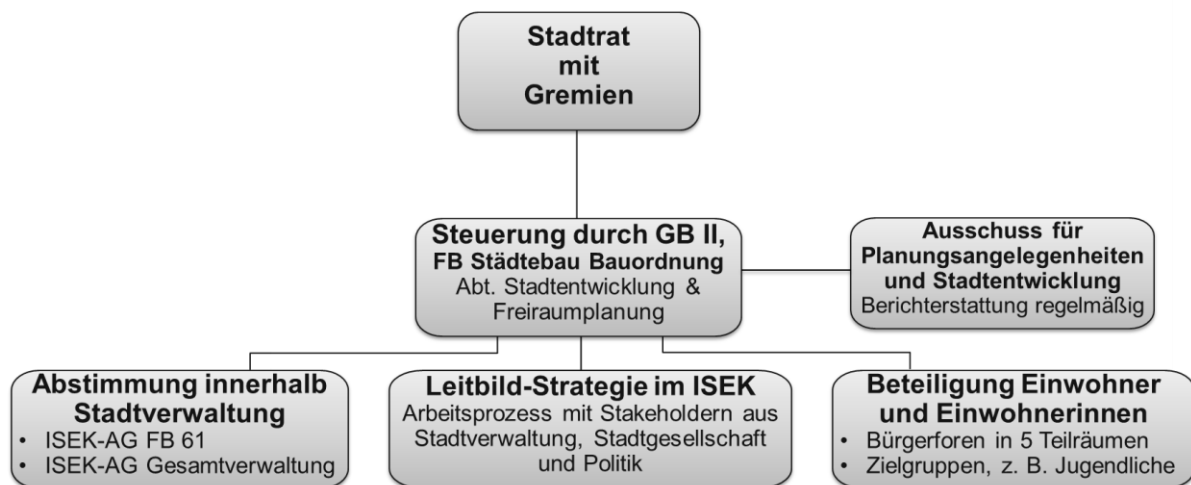 Stadtrat
mit
Gremien
Steuerung durch GB II,
FB Städtebau Bauordnung
Abt. Stadtentwicklung &
Freiraumplanung
Ausschuss für
Planungsangelegenheiten
und Stadtentwicklung
Berichterstattung regelmäßig
Abstimmung innerhalb
Stadtverwaltung
• ISEK-AG FB 61
• ISEK-AG Gesamtverwaltung
Leitbild-Strategie im ISEK
Arbeitsprozess mit Stakeholdern aus
Stadtverwaltung, Stadtgesellschaft
und Politik
Beteiligung Einwohner
und Einwohnerinnen
• Bürgerforen in 5 Teilräumen
• Zielgruppen, z. B. Jugendliche